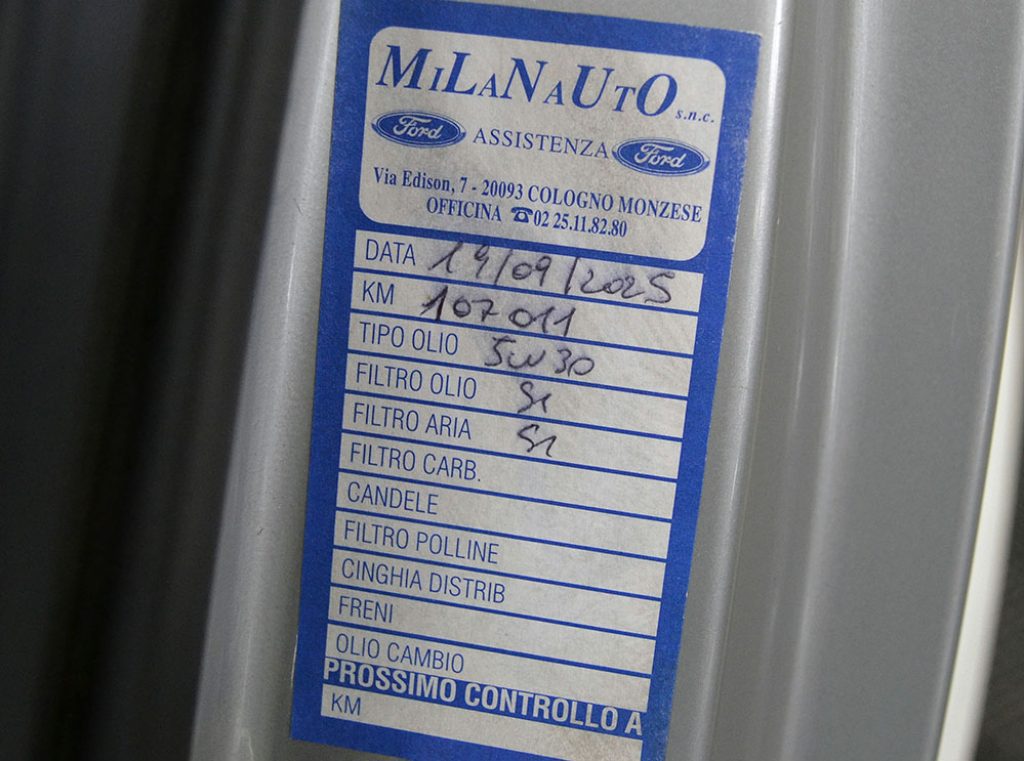 MiLaNaUtO s.n.c.
Ford ASSISTENZA Ford
Via Edison, 7 - 20093 COLOGNO MONZESE
OFFICINA ☎02 25.11.82.80
DATA 19/09/2025
KM 107011
TIPO OLIO 5W30
FILTRO OLIO SI
FILTRO ARIA SI
FILTRO CARB.
CANDELE
FILTRO POLLINE
CINGHIA DISTRIB
FRENI
OLIO CAMBIO
PROSSIMO CONTROLLO A
KM